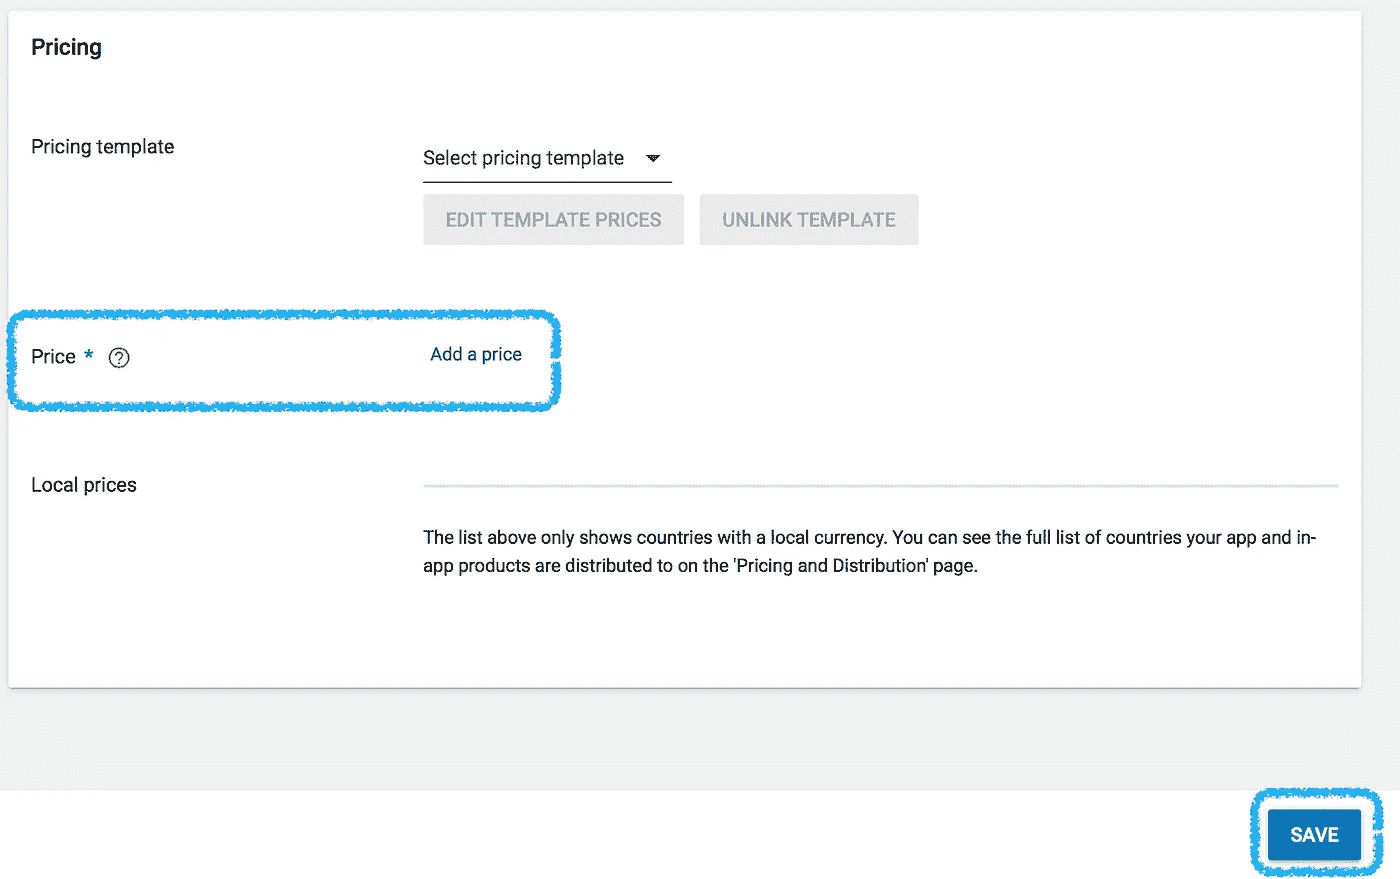 Pricing
Pricing template
Select pricing template
EDIT TEMPLATE PRICES UNLINK TEMPLATE
Price * ? Add a price
Local prices
The list above only shows countries with a local currency. You can see the full list of countries your app and in-
app products are distributed to on the 'Pricing and Distribution' page.
SAVE